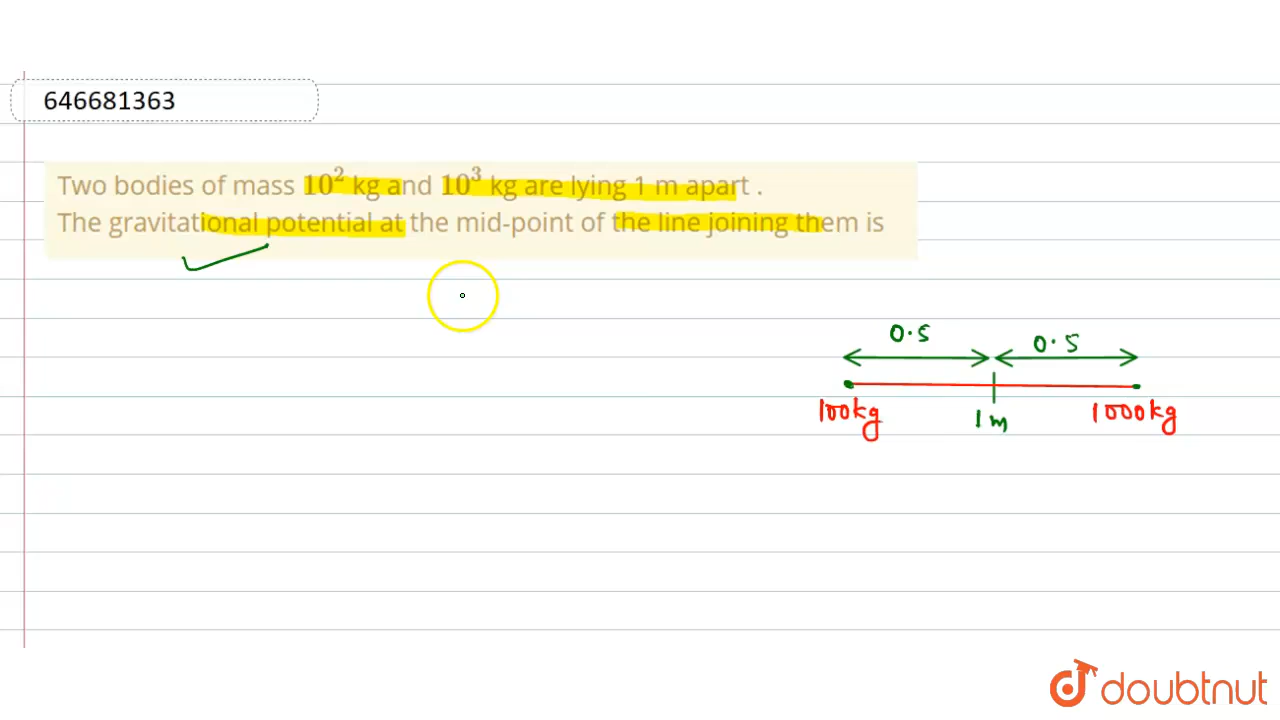 646681363
Two bodies of mass 10² kg and 10³ kg are lying 1 m apart .
The gravitational potential at the mid-point of the line joining them is
0.5
0.5
100kg
1m
1000kg
doubtnut